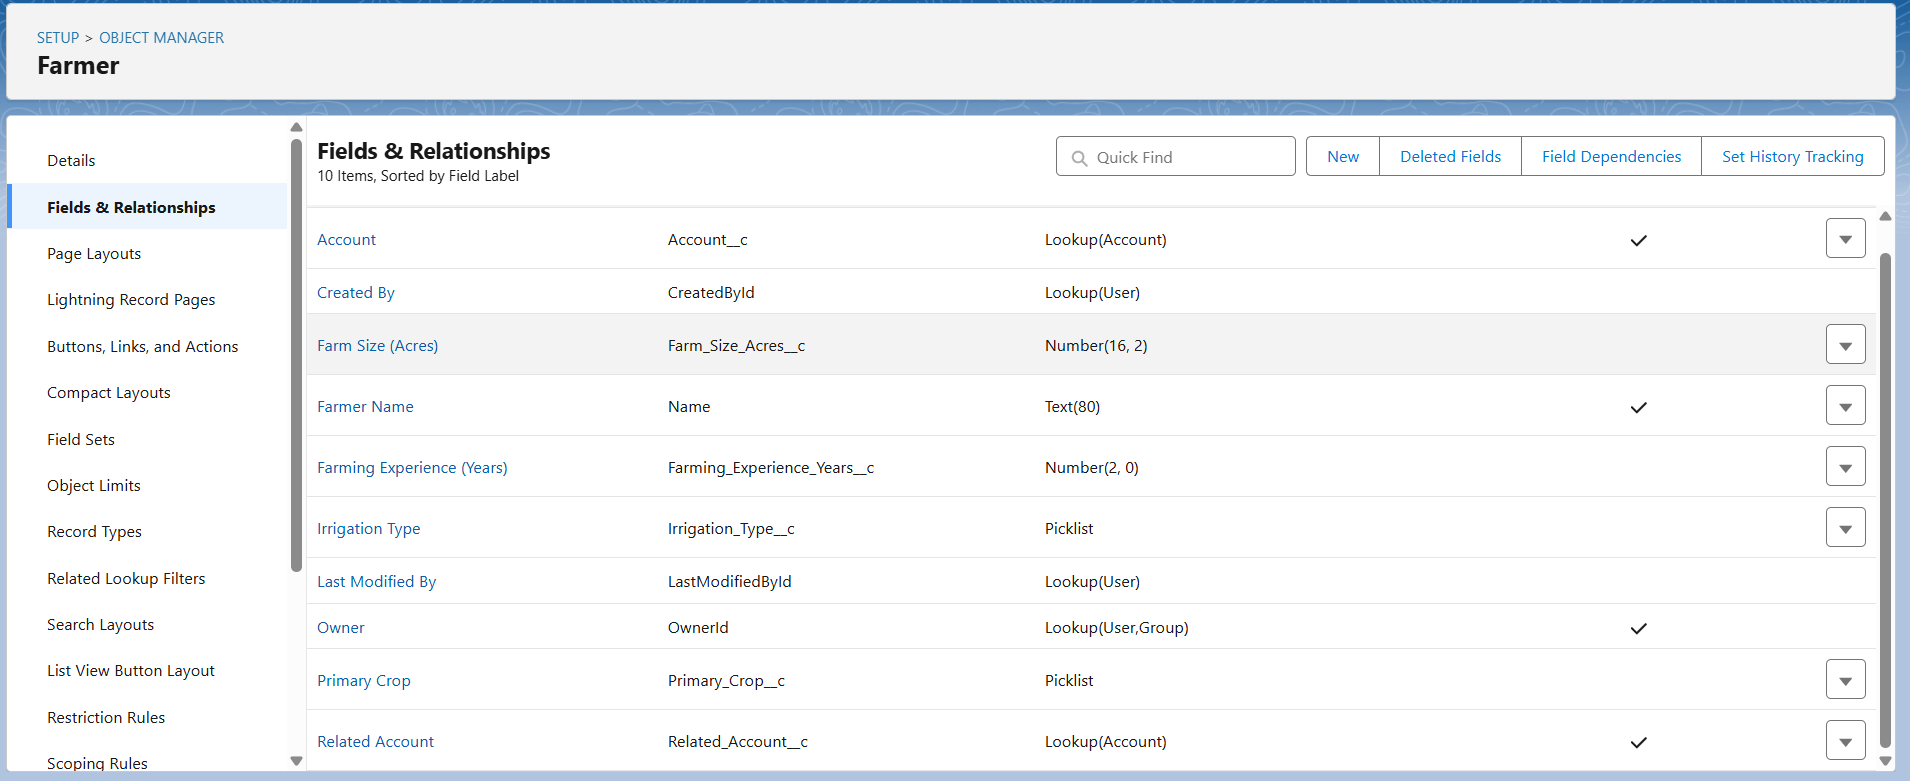 SETUP > OBJECT MANAGER
Farmer
Details
Fields & Relationships
Page Layouts
Lightning Record Pages
Buttons, Links, and Actions
Compact Layouts
Field Sets
Object Limits
Record Types
Related Lookup Filters
Search Layouts
List View Button Layout
Restriction Rules
Scoping Rules
Fields & Relationships
10 Items, Sorted by Field Label
Quick Find
New
Deleted Fields
Field Dependencies
Set History Tracking
Account Account__c Lookup(Account)
Created By CreatedById Lookup(User)
Farm Size (Acres) Farm_Size_Acres__c Number(16, 2)
Farmer Name Name Text(80)
Farming Experience (Years) Farming_Experience_Years__c Number(2, 0)
Irrigation Type Irrigation_Type__c Picklist
Last Modified By LastModifiedById Lookup(User)
Owner OwnerId Lookup(User,Group)
Primary Crop Primary_Crop__c Picklist
Related Account Related_Account__c Lookup(Account)